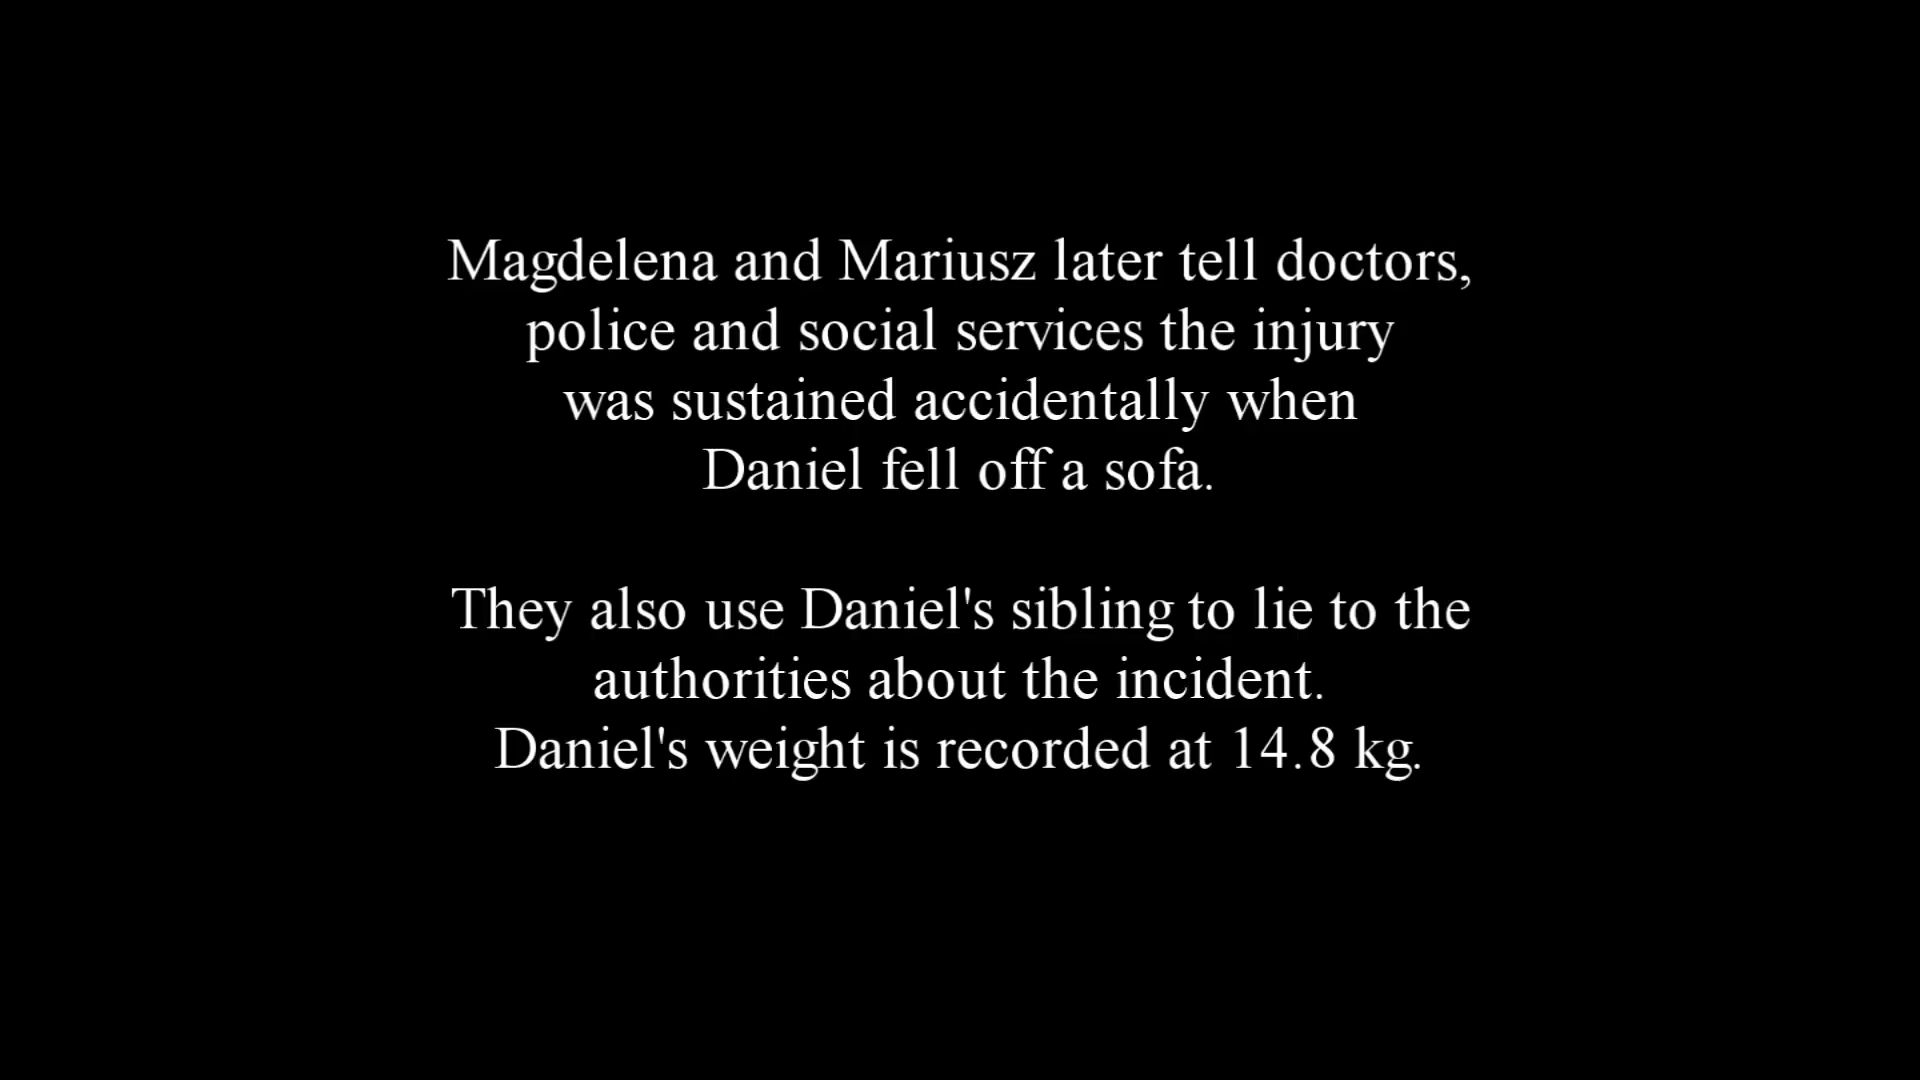 Magdelena and Mariusz later tell doctors,
police and social services the injury
was sustained accidentally when
Daniel fell off a sofa.
They also use Daniel's sibling to lie to the
authorities about the incident.
Daniel's weight is recorded at 14.8 kg.